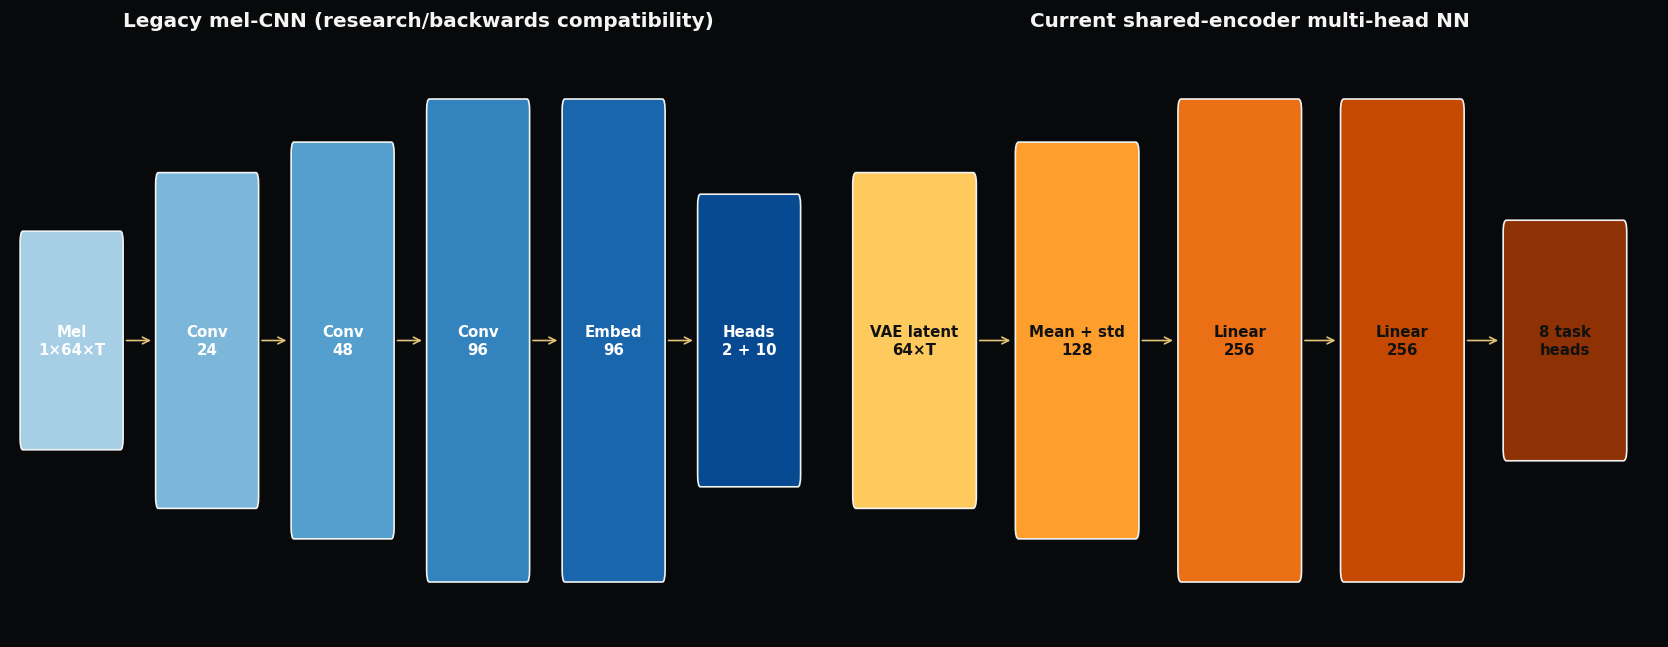 Legacy mel-CNN (research/backwards compatibility)
Mel
1×64×T
Conv
24
Conv
48
Conv
96
Embed
96
Heads
2 + 10
Current shared-encoder multi-head NN
VAE latent
64×T
Mean + std
128
Linear
256
Linear
256
8 task
heads